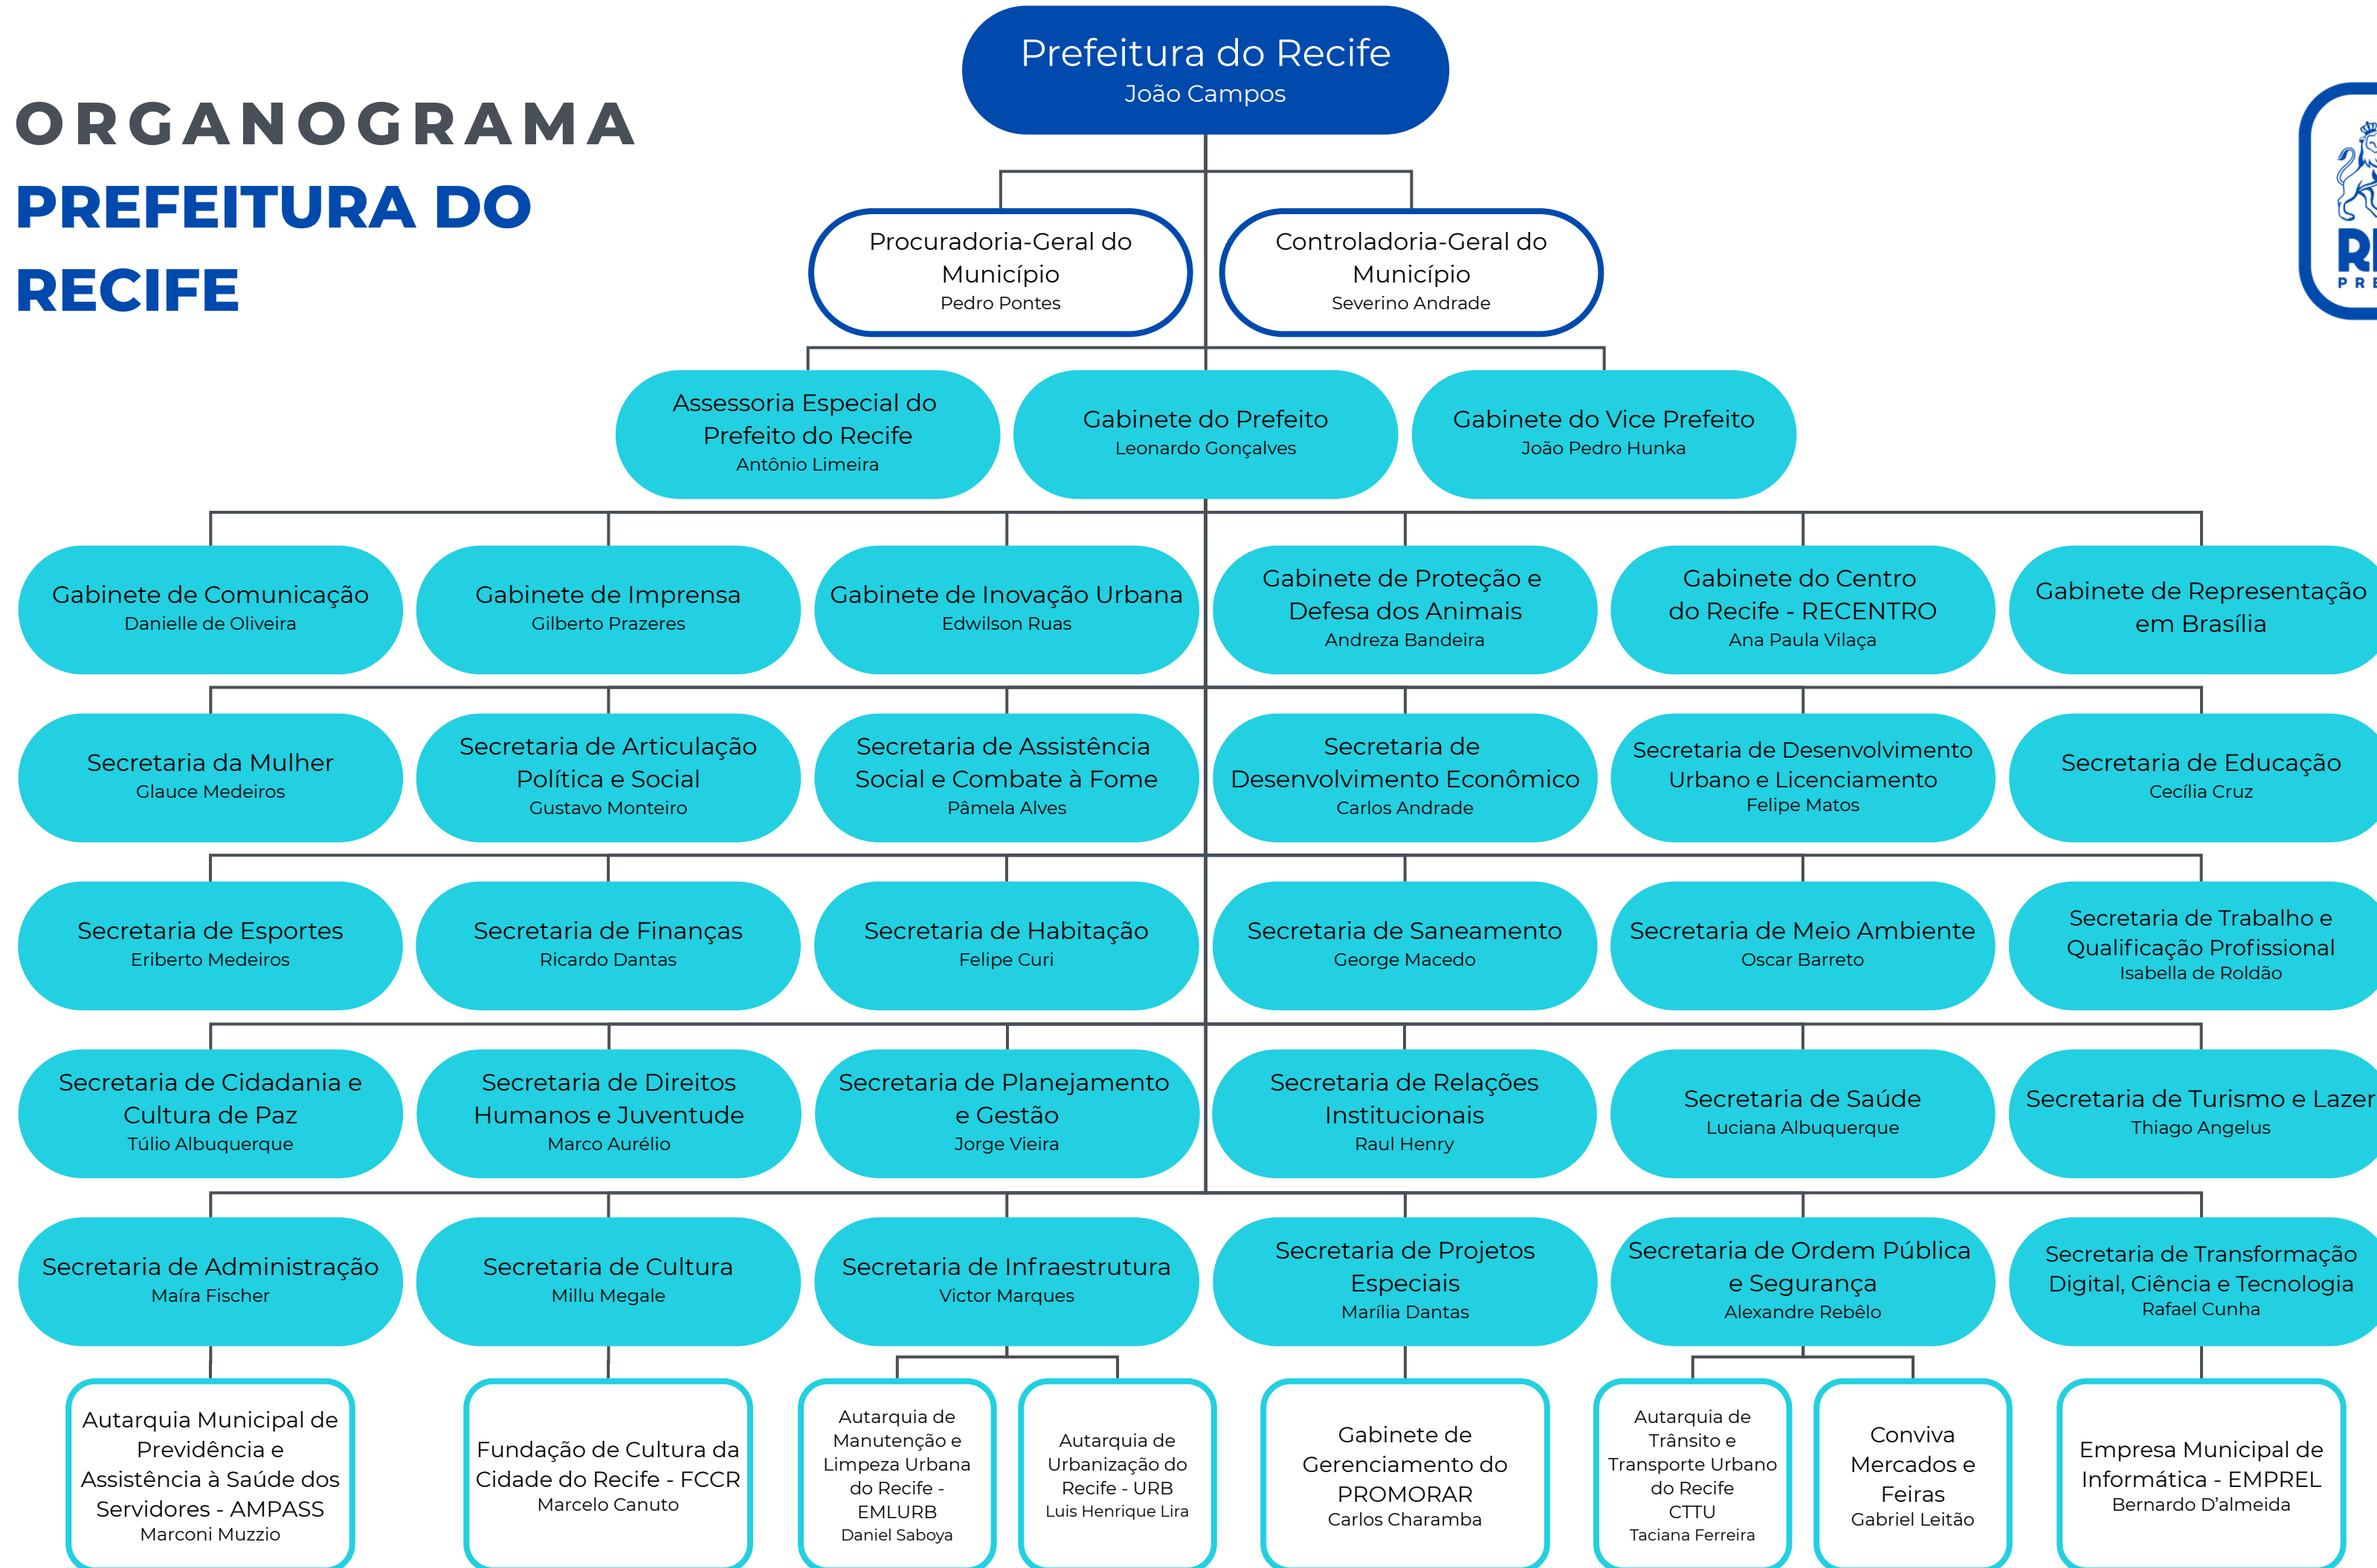 ORGANOGRAMA
PREFEITURA DO
RECIFE
Prefeitura do Recife
João Campos
Procuradoria-Geral do
Município
Pedro Pontes
Controladoria-Geral do
Município
Severino Andrade
Assessoria Especial do
Prefeito do Recife
Antônio Limeira
Gabinete do Prefeito
Leonardo Gonçalves
Gabinete do Vice Prefeito
João Pedro Hunka
Gabinete de Comunicação
Danielle de Oliveira
Gabinete de Imprensa
Gilberto Prazeres
Gabinete de Inovação Urbana
Edwilson Ruas
Gabinete de Proteção e
Defesa dos Animais
Andreza Bandeira
Gabinete do Centro
do Recife - RECENTRO
Ana Paula Vilaça
Gabinete de Representação
em Brasília
Secretaria da Mulher
Glauce Medeiros
Secretaria de Articulação
Política e Social
Gustavo Monteiro
Secretaria de Assistência
Social e Combate à Fome
Pâmela Alves
Secretaria de
Desenvolvimento Econômico
Carlos Andrade
Secretaria de Desenvolvimento
Urbano e Licenciamento
Felipe Matos
Secretaria de Educação
Cecília Cruz
Secretaria de Esportes
Eriberto Medeiros
Secretaria de Finanças
Ricardo Dantas
Secretaria de Habitação
Felipe Curi
Secretaria de Saneamento
George Macedo
Secretaria de Meio Ambiente
Oscar Barreto
Secretaria de Trabalho e
Qualificação Profissional
Isabella de Roldão
Secretaria de Cidadania e
Cultura de Paz
Túlio Albuquerque
Secretaria de Direitos
Humanos e Juventude
Marco Aurélio
Secretaria de Planejamento
e Gestão
Jorge Vieira
Secretaria de Relações
Institucionais
Raul Henry
Secretaria de Saúde
Luciana Albuquerque
Secretaria de Turismo e Lazer
Thiago Angelus
Secretaria de Administração
Maíra Fischer
Secretaria de Cultura
Millu Megale
Secretaria de Infraestrutura
Victor Marques
Secretaria de Projetos
Especiais
Marília Dantas
Secretaria de Ordem Pública
e Segurança
Alexandre Rebêlo
Secretaria de Transformação
Digital, Ciência e Tecnologia
Rafael Cunha
Autarquia Municipal de
Previdência e
Assistência à Saúde dos
Servidores - AMPASS
Marconi Muzzio
Fundação de Cultura da
Cidade do Recife - FCCR
Marcelo Canuto
Autarquia de
Manutenção e
Limpeza Urbana
do Recife -
EMLURB
Daniel Saboya
Autarquia de
Urbanização do
Recife - URB
Luis Henrique Lira
Gabinete de
Gerenciamento do
PROMORAR
Carlos Charamba
Autarquia de
Trânsito e
Transporte Urbano
do Recife
CTTU
Taciana Ferreira
Conviva
Mercados e
Feiras
Gabriel Leitão
Empresa Municipal de
Informática - EMPREL
Bernardo D’almeida